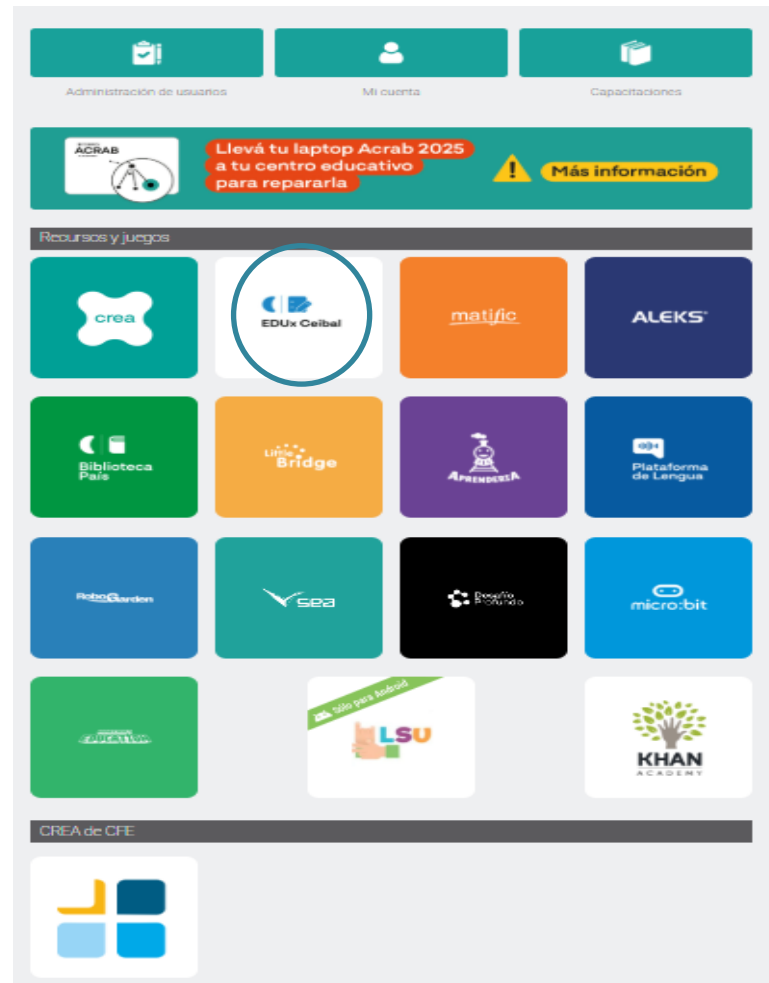 Administración de usuarios
Mi cuenta
Capacitaciones
ACRAB
Llevá tu laptop Acrab 2025
a tu centro educativo
para repararla
Más información
Recursos y juegos
crea
EDUx Ceibal
matific
ALEKS
Biblioteca
País
Little
Bridge
APRENDERSA
Plataforma
de Lengua
RoboGarden
sea
Desafío
Profundo
micro:bit
EDUCATION
Sólo para Android
LSU
KHAN
ACADEMY
CREA de CFE